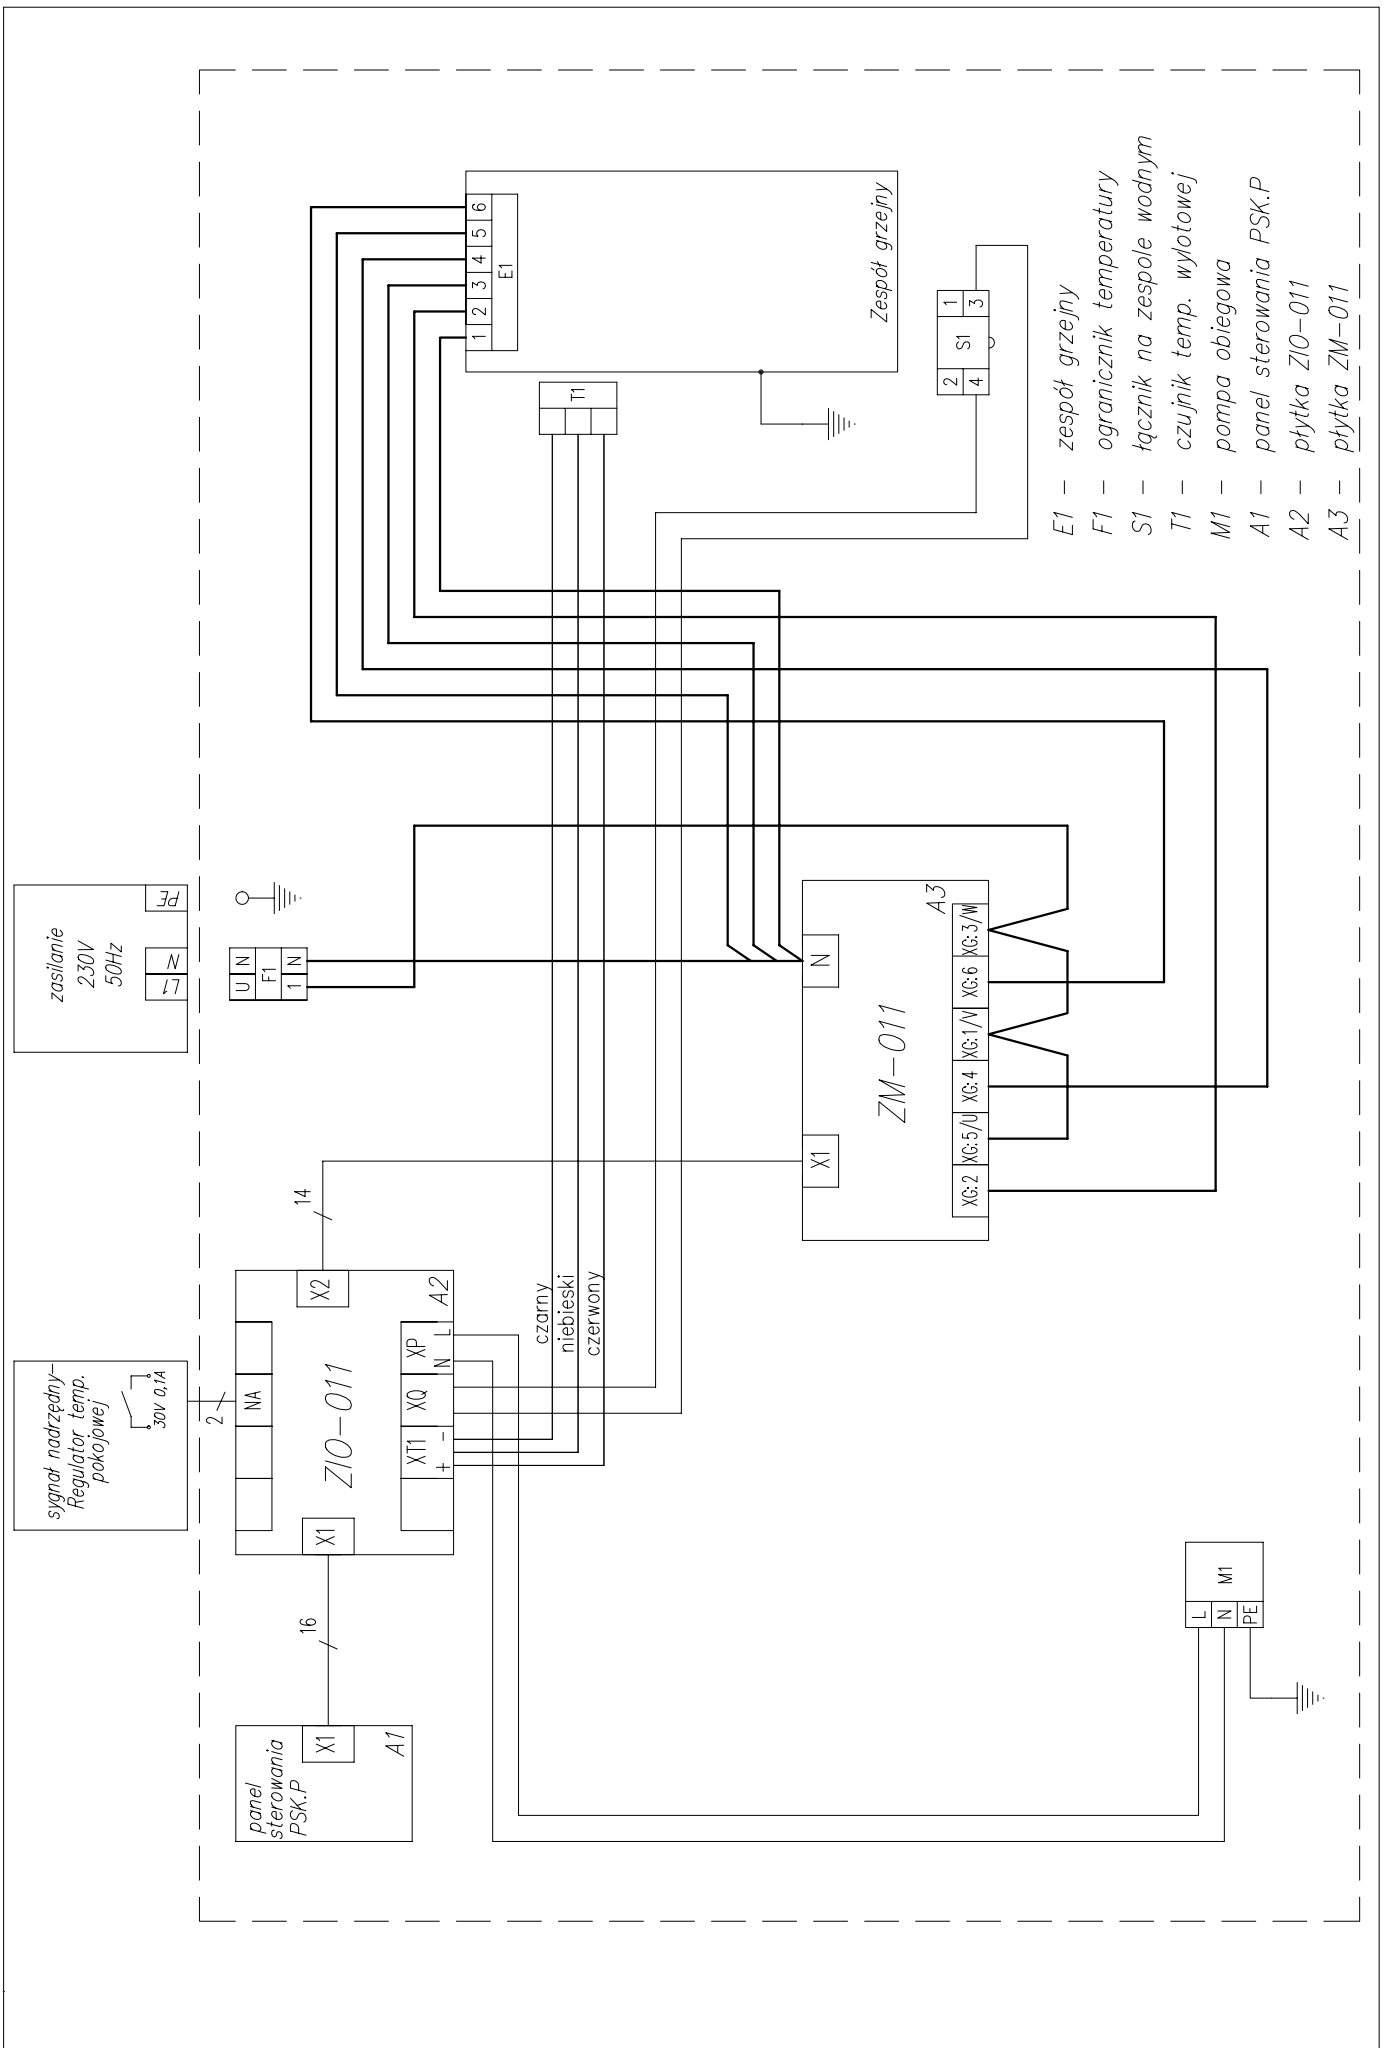 sygnał nadrzędny-
Regulator temp.
pokojowej
30V 0,1A
zasilanie
230V
50Hz
L1
N
PE
2
panel
sterowania
PSK.P
X1
A1
16
X1
NA
ZIO-011
X2
A2
XT1
+
-
XQ
XP
N
L
14
U
N
F1
1
N
czarny
niebieski
czerwony
T1
1
2
3
4
5
6
E1
Zespół grzejny
X1
N
ZM-011
A3
XG:2
XG:5/U
XG:4
XG:1/V
XG:6
XG:3/W
2
4
S1
1
3
L
N
PE
M1
E1 - zespół grzejny
F1 - ogranicznik temperatury
S1 - łącznik na zespole wodnym
T1 - czujnik temp. wylotowej
M1 - pompa obiegowa
A1 - panel sterowania PSK.P
A2 - płytka ZIO-011
A3 - płytka ZM-011